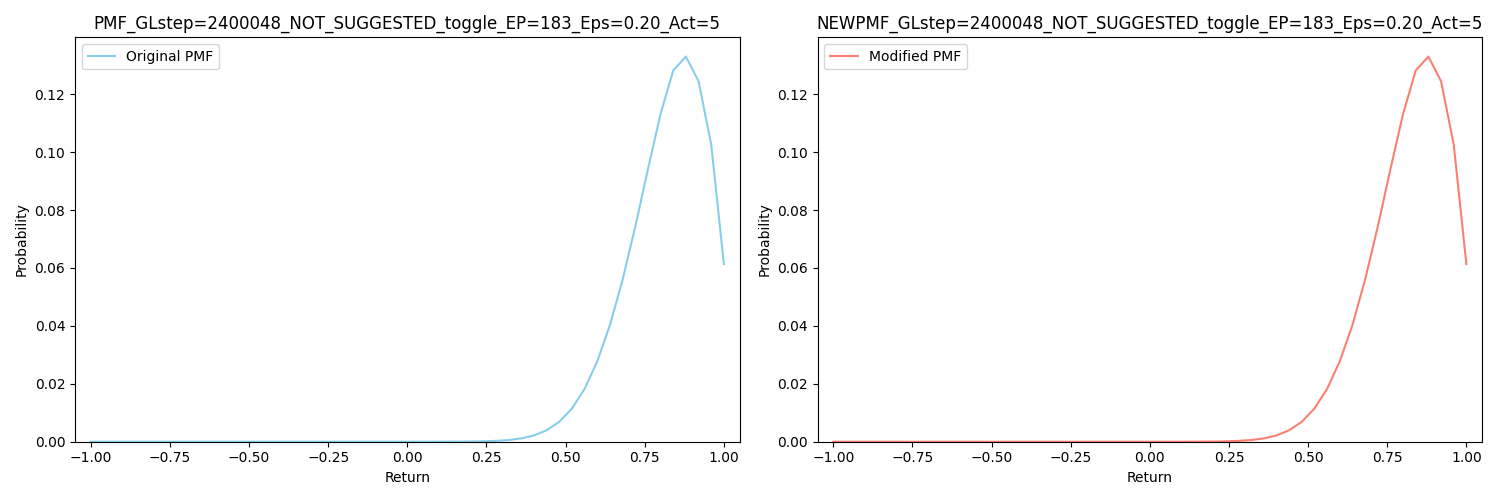 PMF_GLstep=2400048_NOT_SUGGESTED_toggle_EP=183_Eps=0.20_Act=5
Original PMF
Probability
0.12
0.10
0.08
0.06
0.04
0.02
0.00
−1.00 −0.75 −0.50 −0.25 0.00 0.25 0.50 0.75 1.00
Return
NEWPMF_GLstep=2400048_NOT_SUGGESTED_toggle_EP=183_Eps=0.20_Act=5
Modified PMF
Probability
0.12
0.10
0.08
0.06
0.04
0.02
0.00
−1.00 −0.75 −0.50 −0.25 0.00 0.25 0.50 0.75 1.00
Return